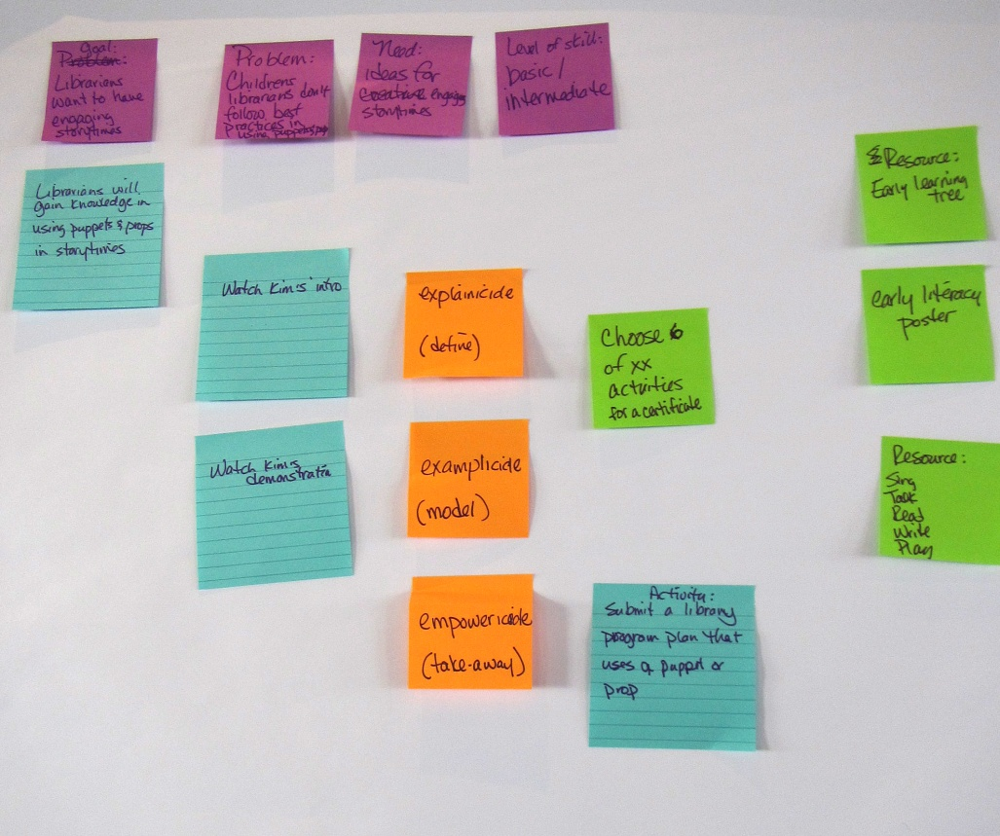 Goal:
Problem:
Librarians
want to have
engaging
storytimes
Problem:
Childrens
librarians don't
follow best
practices in
using puppets/props
Need:
ideas for
creative engaging
storytimes
Level of skill:
basic/
intermediate
Librarians will
gain knowledge in
using puppets & props
in storytimes
Watch Kim's intro
Watch Kim's
demonstratin
explainicide
(define)
examplicide
(model)
empowericible
(take-away)
Choose 6
of xx
activities
for a certificate
Activity:
Submit a library
program plan that
uses a puppet or
prop
Resource:
Early learning
tree
early literacy
poster
Resource:
Sing
Talk
Read
Write
Play